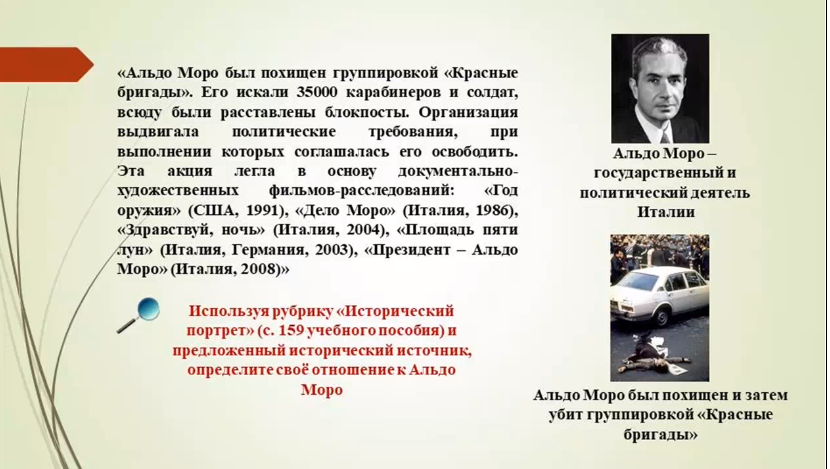 «Альдо Моро был похищен группировкой «Красные
бригады». Его искали 35000 карабинеров и солдат,
всюду были расставлены блокпосты. Организация
выдвигала политические требования, при
выполнении которых соглашалась его освободить.
Эта акция легла в основу документально-
художественных фильмов-расследований: «Год
оружия» (США, 1991), «Дело Моро» (Италия, 1986),
«Здравствуй, ночь» (Италия, 2004), «Площадь пяти
лун» (Италия, Германия, 2003), «Президент – Альдо
Моро» (Италия, 2008)»
Используя рубрику «Исторический
портрет» (с. 159 учебного пособия) и
предложенный исторический источник,
определите своё отношение к Альдо
Моро
Альдо Моро –
государственный и
политический деятель
Италии
Альдо Моро был похищен и затем
убит группировкой «Красные
бригады»